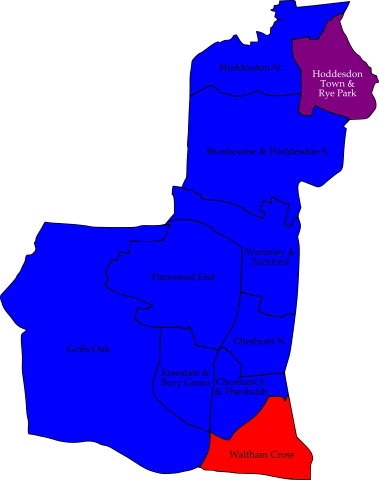 Hoddesdon N.
Hoddesdon
Town &
Rye Park
Broxbourne & Hoddesdon S.
Wormley &
Turnford
Flamstead End
Cheshunt N.
Goffs Oak
Rosedale &
Bury Green
Cheshunt S.
& Theobalds
Waltham Cross